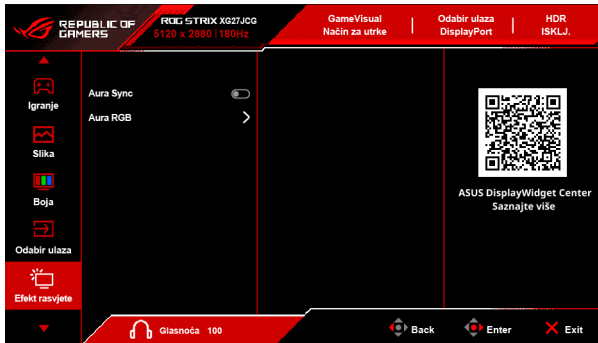 REPUBLIC OF
GAMERS
ROG STRIX XG27JCG
5120 x 2880 | 180Hz
GameVisual
Način za utrke
Odabir ulaza
DisplayPort
HDR
ISKLJ.
Igranje
Slika
Boja
Odabir ulaza
Efekt rasvjete
Aura Sync
Aura RGB
ASUS DisplayWidget Center
Saznajte više
Glasnoća 100
Back
Enter
Exit